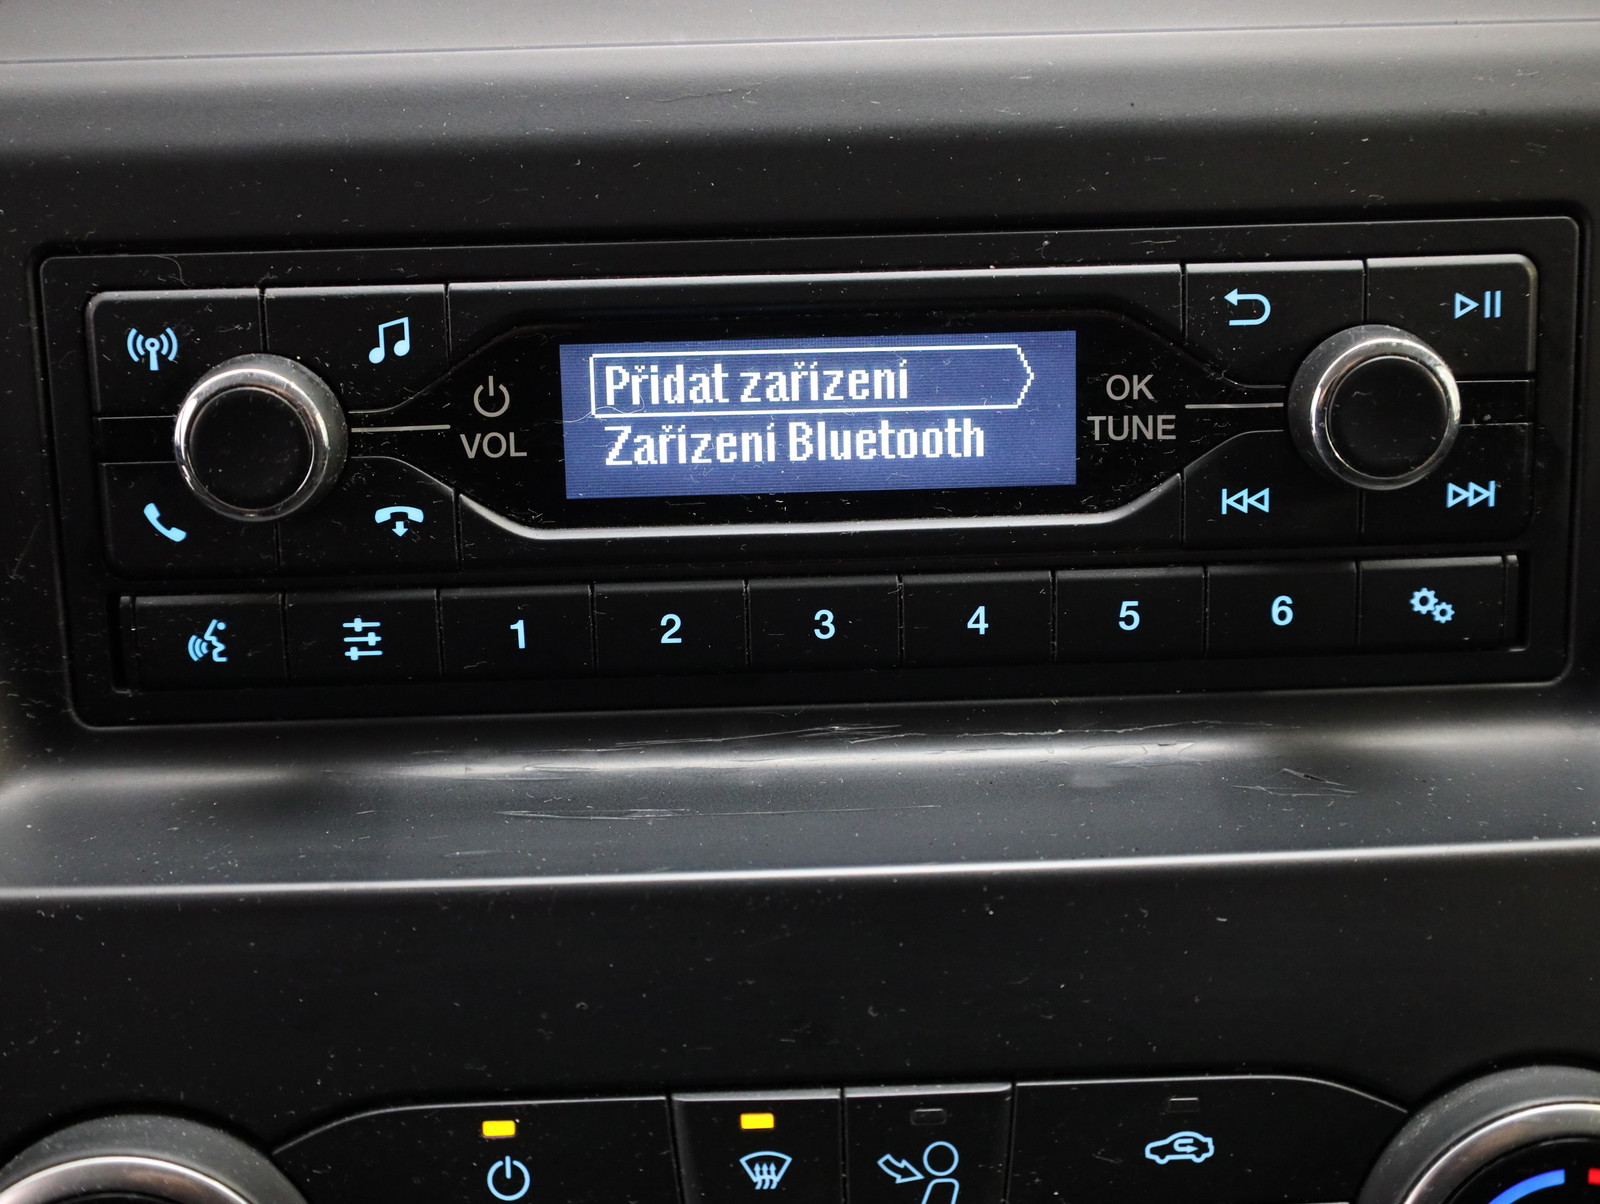 Přidat zařízení
Zařízení Bluetooth
VOL
OK
TUNE
1 2 3 4 5 6